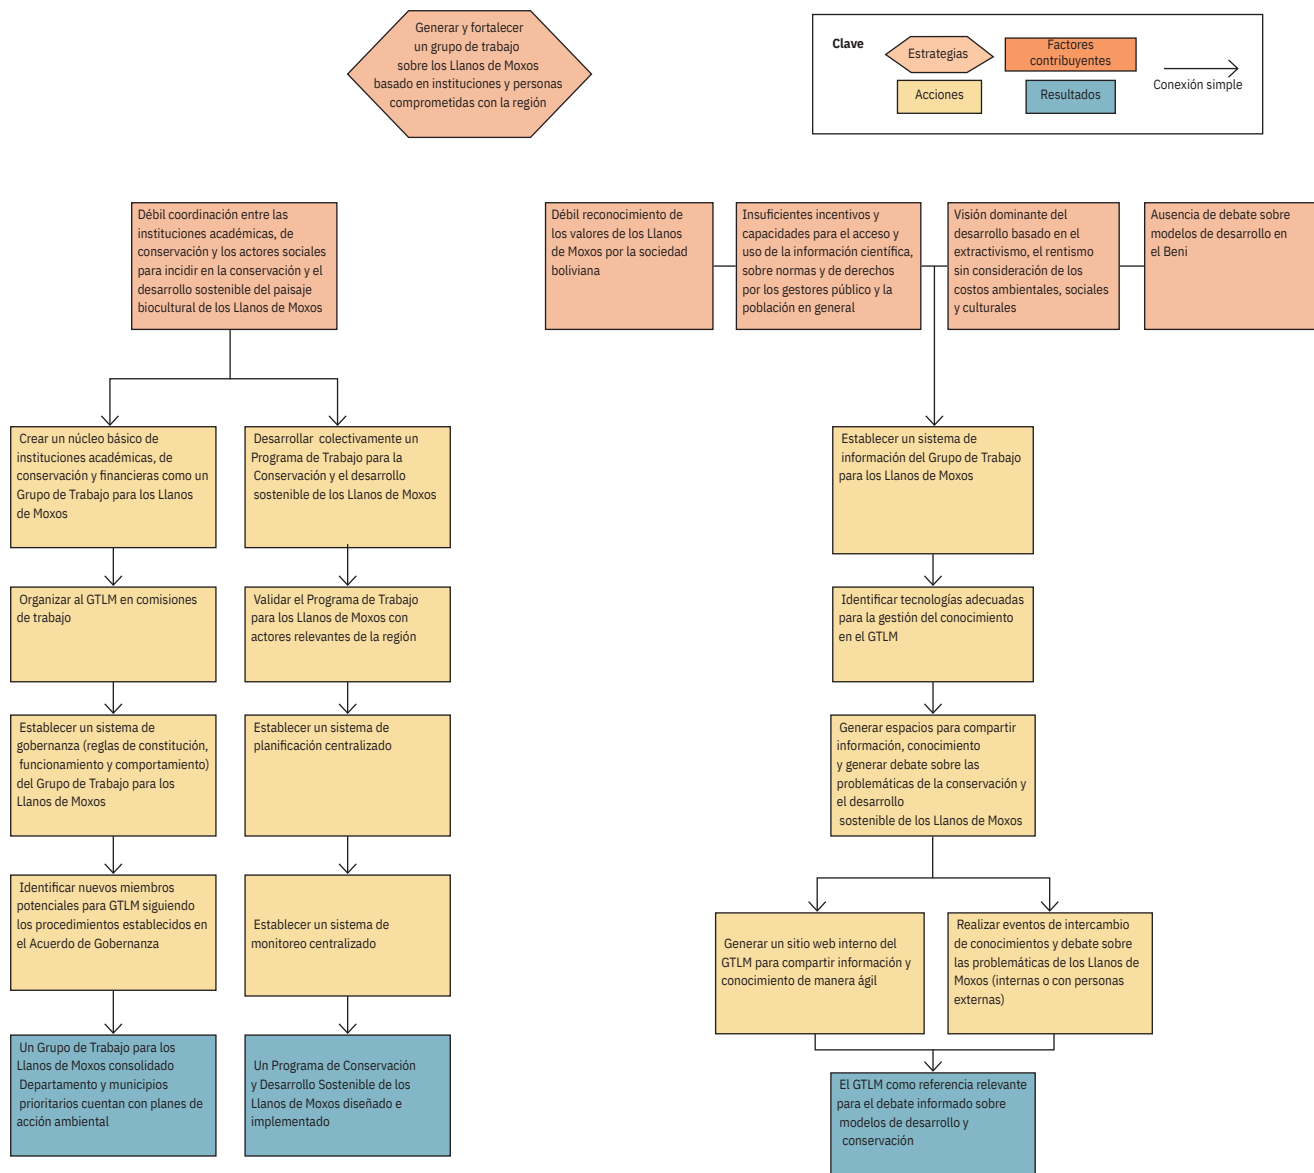 Generar y fortalecer
un grupo de trabajo
sobre los Llanos de Moxos
basado en instituciones y personas
comprometidas con la región
Clave
Estrategias
Factores
contribuyentes
Acciones
Resultados
Conexión simple
Débil coordinación entre las
instituciones académicas, de
conservación y los actores sociales
para incidir en la conservación y el
desarrollo sostenible del paisaje
biocultural de los Llanos de Moxos
Débil reconocimiento de
los valores de los Llanos
de Moxos por la sociedad
boliviana
Insuficientes incentivos y
capacidades para el acceso y
uso de la información científica,
sobre normas y de derechos
por los gestores público y la
población en general
Visión dominante del
desarrollo basado en el
extractivismo, el rentismo
sin consideración de los
costos ambientales, sociales
y culturales
Ausencia de debate sobre
modelos de desarrollo en
el Beni
Crear un núcleo básico de
instituciones académicas, de
conservación y financieras como un
Grupo de Trabajo para los Llanos
de Moxos
Desarrollar colectivamente un
Programa de Trabajo para la
Conservación y el desarrollo
sostenible de los Llanos de Moxos
Establecer un sistema de
información del Grupo de Trabajo
para los Llanos de Moxos
Organizar al GTLM en comisiones
de trabajo
Validar el Programa de Trabajo
para los Llanos de Moxos con
actores relevantes de la región
Identificar tecnologías adecuadas
para la gestión del conocimiento
en el GTLM
Establecer un sistema de
gobernanza (reglas de constitución,
funcionamiento y comportamiento)
del Grupo de Trabajo para los
Llanos de Moxos
Establecer un sistema de
planificación centralizado
Generar espacios para compartir
información, conocimiento
y generar debate sobre las
problemáticas de la conservación y
el desarrollo
sostenible de los Llanos de Moxos
Identificar nuevos miembros
potenciales para GTLM siguiendo
los procedimientos establecidos en
el Acuerdo de Gobernanza
Establecer un sistema de
monitoreo centralizado
Generar un sitio web interno del
GTLM para compartir información y
conocimiento de manera ágil
Realizar eventos de intercambio
de conocimientos y debate sobre
las problemáticas de los Llanos de
Moxos (internas o con personas
externas)
Un Grupo de Trabajo para los
Llanos de Moxos consolidado
Departamento y municipios
prioritarios cuentan con planes de
acción ambiental
Un Programa de Conservación
y Desarrollo Sostenible de los
Llanos de Moxos diseñado e
implementado
El GTLM como referencia relevante
para el debate informado sobre
modelos de desarrollo y
conservación